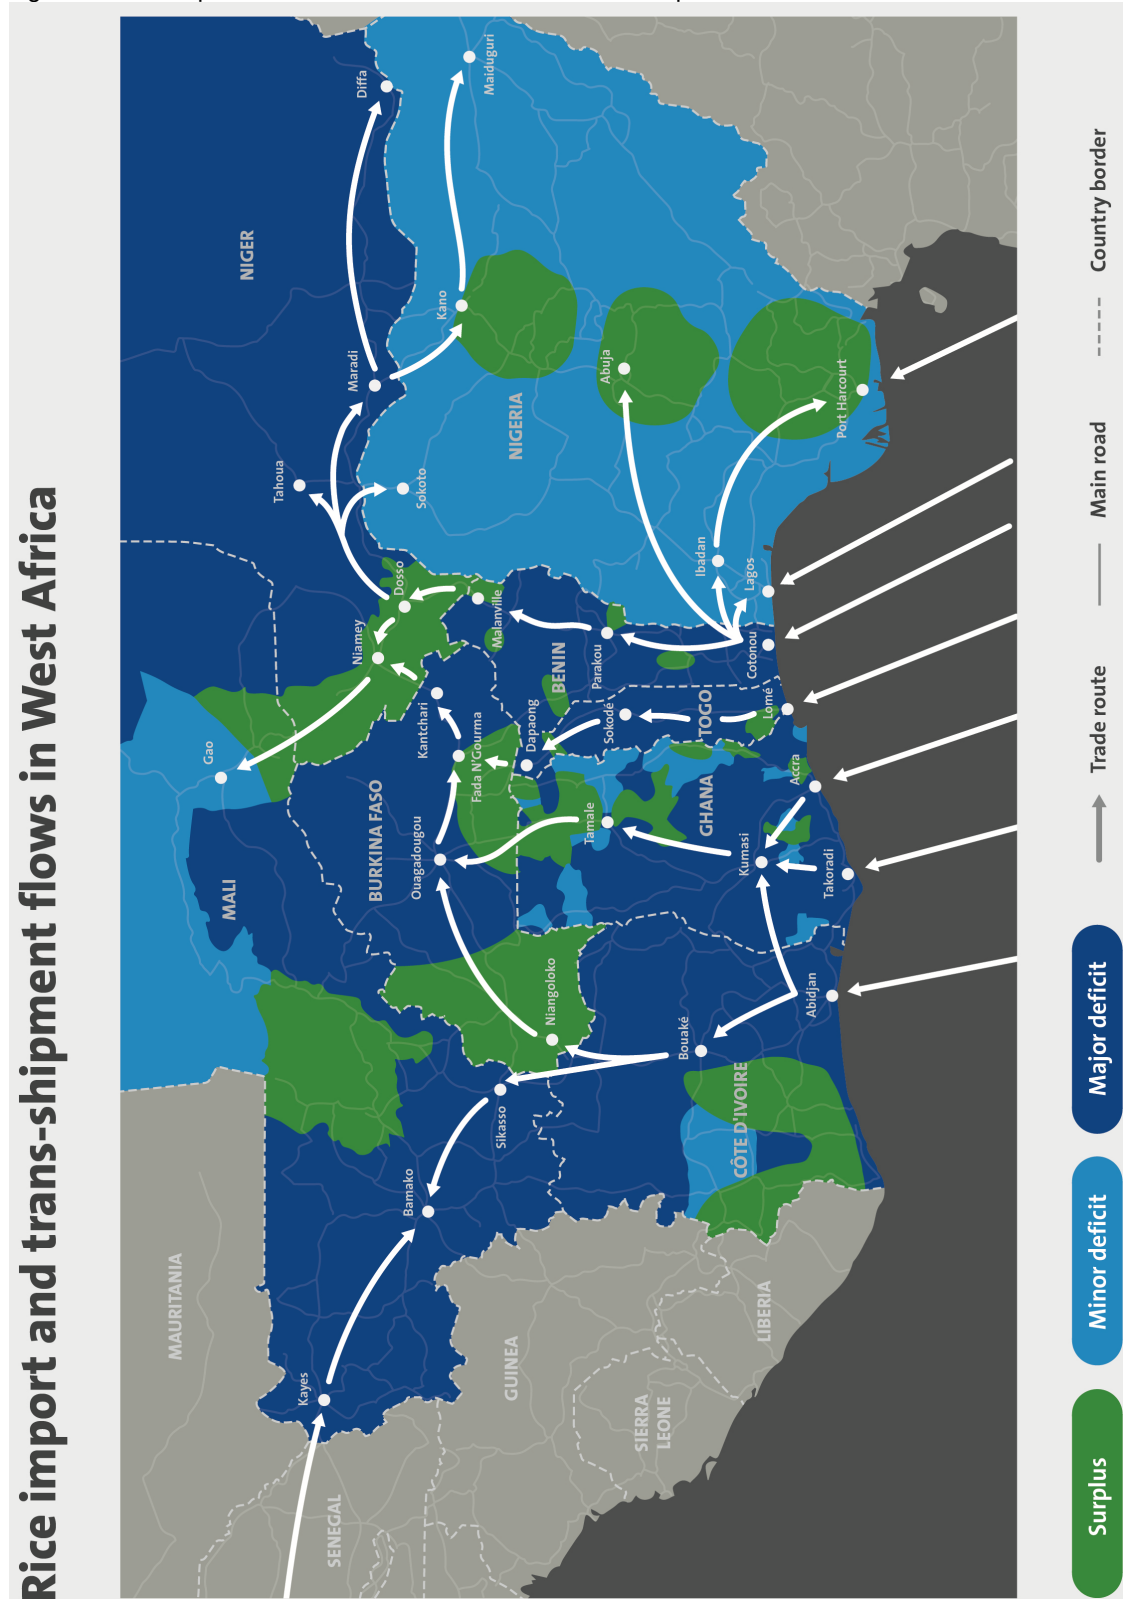 Rice import and trans-shipment flows in West Africa
MAURITANIA
SENEGAL
GUINEA
SIERRA
LEONE
LIBERIA
MALI
NIGER
BURKINA FASO
CÔTE D'IVOIRE
GHANA
TOGO
BENIN
NIGERIA
Kayes
Bamako
Sikasso
Gao
Niamey
Dosso
Tahoua
Maradi
Diffa
Sokoto
Kano
Maiduguri
Ouagadougou
Fada N'Gourma
Kantchari
Niangoloko
Dapaong
Malanville
Bouaké
Tamale
Sokodé
Parakou
Abuja
Kumasi
Ibadan
Abidjan
Takoradi
Accra
Lomé
Cotonou
Lagos
Port Harcourt
Surplus
Minor deficit
Major deficit
Trade route
Main road
Country border